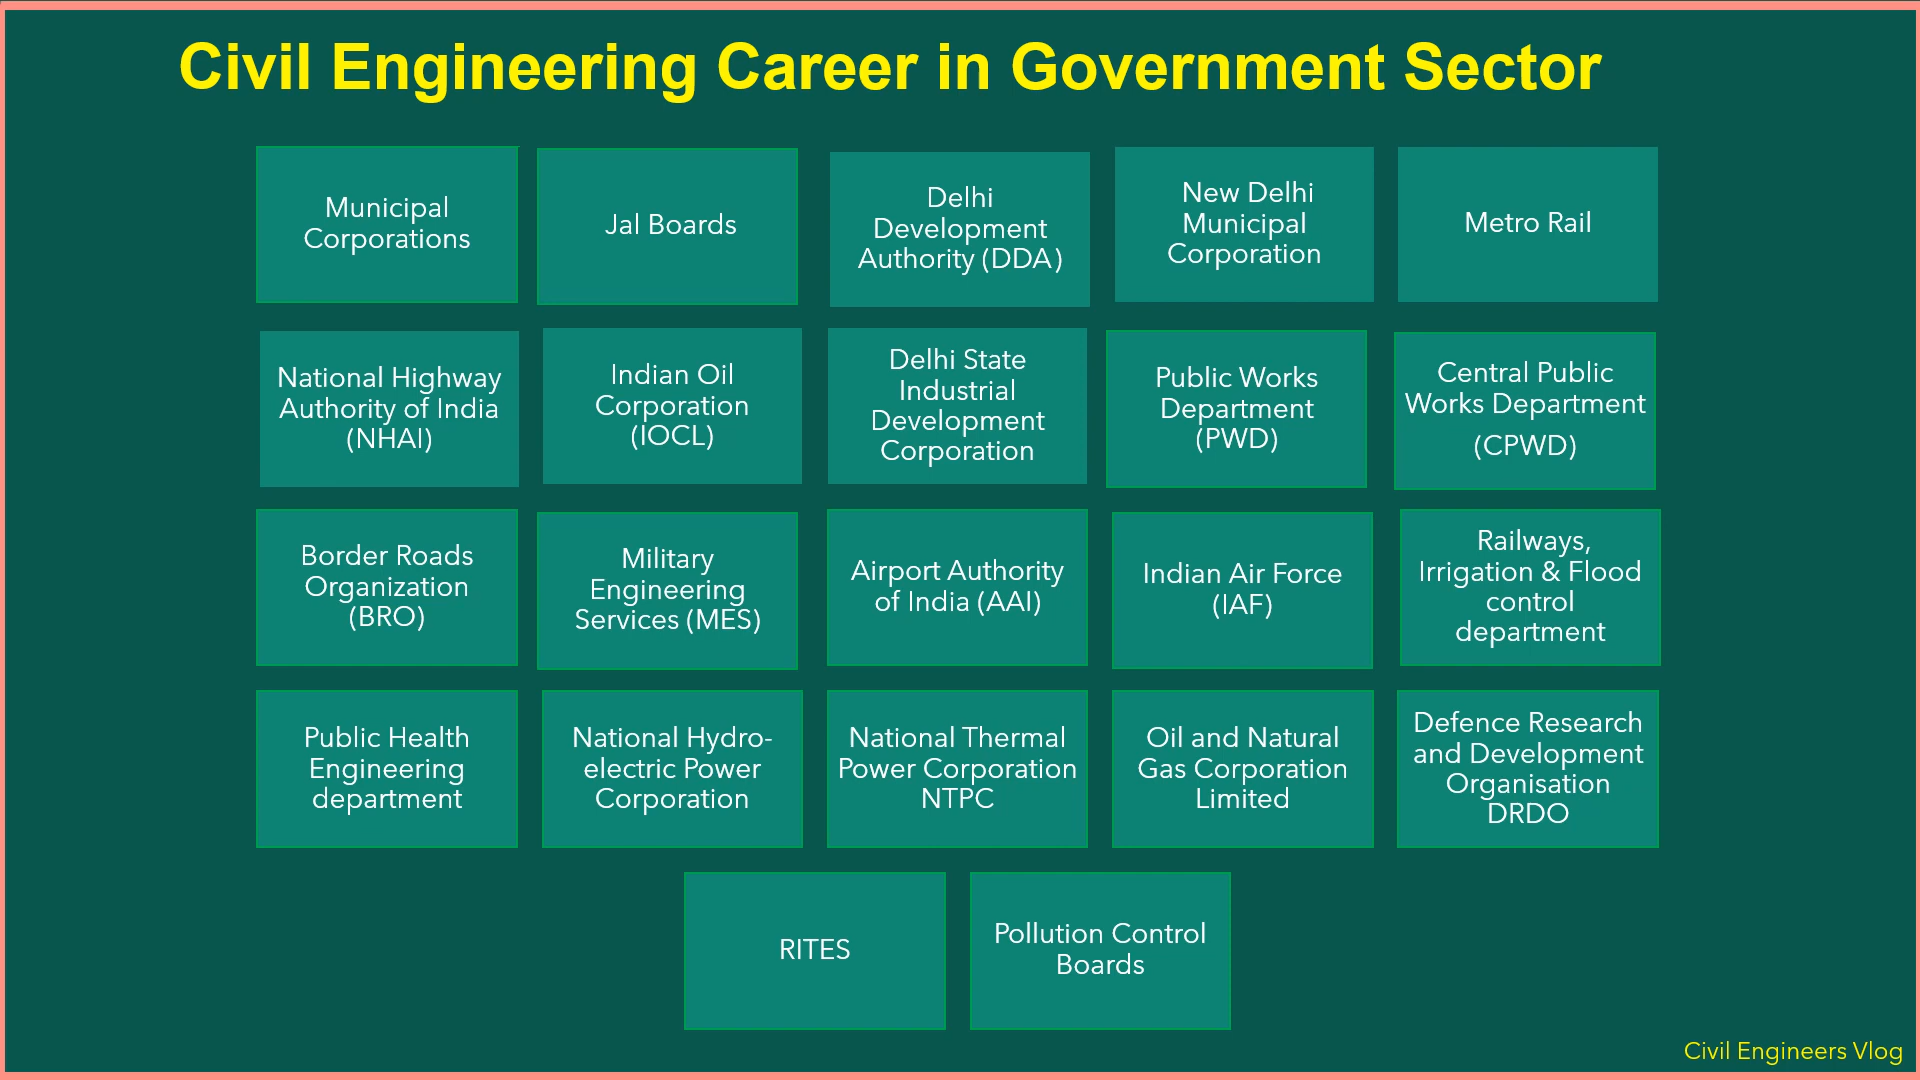 Civil Engineering Career in Government Sector
Municipal
Corporations
Jal Boards
Delhi
Development
Authority (DDA)
New Delhi
Municipal
Corporation
Metro Rail
National Highway
Authority of India
(NHAI)
Indian Oil
Corporation
(IOCL)
Delhi State
Industrial
Development
Corporation
Public Works
Department
(PWD)
Central Public
Works Department
(CPWD)
Border Roads
Organization
(BRO)
Military
Engineering
Services (MES)
Airport Authority
of India (AAI)
Indian Air Force
(IAF)
Railways,
Irrigation & Flood
control
department
Public Health
Engineering
department
National Hydro-
electric Power
Corporation
National Thermal
Power Corporation
NTPC
Oil and Natural
Gas Corporation
Limited
Defence Research
and Development
Organisation
DRDO
RITES
Pollution Control
Boards
Civil Engineers Vlog